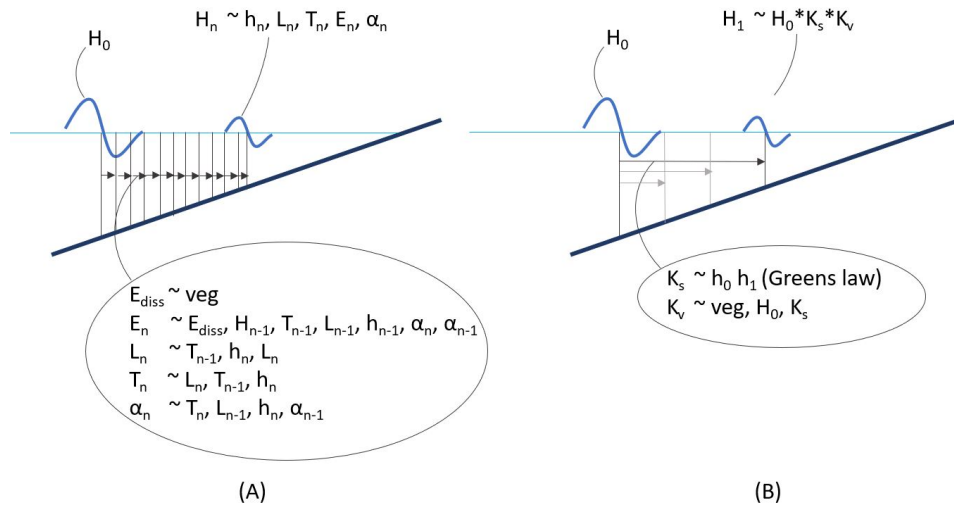 H₀
Hₙ ~ hₙ, Lₙ, Tₙ, Eₙ, αₙ
E_diss ~ veg
Eₙ ~ E_diss, Hₙ₋₁, Tₙ₋₁, Lₙ₋₁, hₙ₋₁, αₙ, αₙ₋₁
Lₙ ~ Tₙ₋₁, hₙ, Lₙ
Tₙ ~ Lₙ, Tₙ₋₁, hₙ
αₙ ~ Tₙ, Lₙ₋₁, hₙ, αₙ₋₁
(A)
H₀
H₁ ~ H₀*Kₛ*Kᵥ
Kₛ ~ h₀ h₁ (Greens law)
Kᵥ ~ veg, H₀, Kₛ
(B)